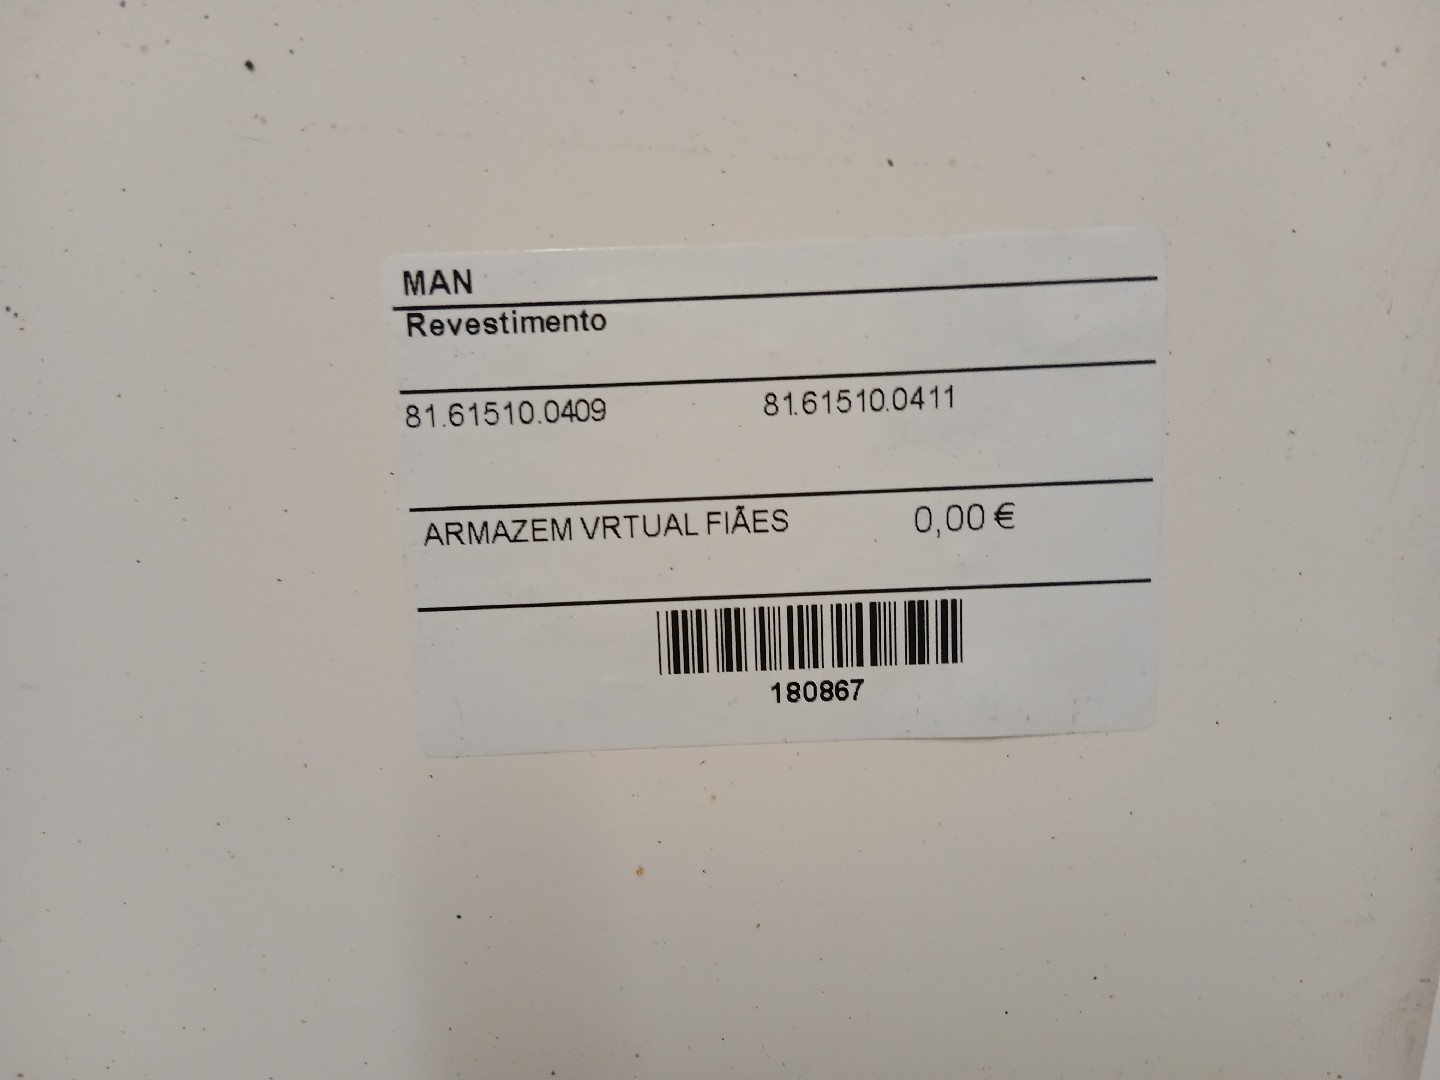 MAN
Revestimento
81.61510.0409 81.61510.0411
ARMAZEM VRTUAL FIÃES 0,00 €
180867